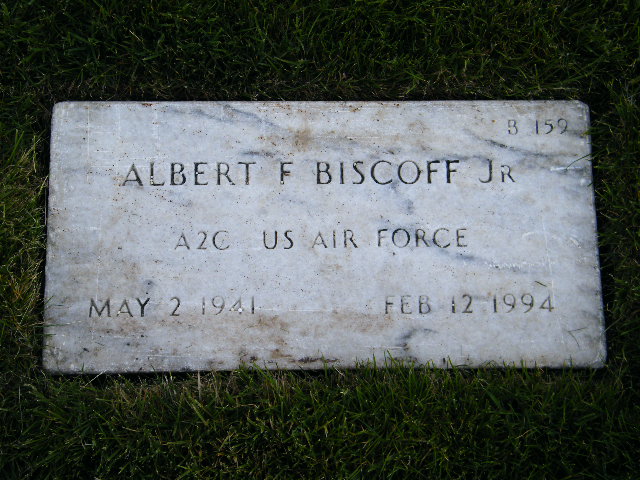 B 159
ALBERT F BISCOFF JR
A2C US AIR FORCE
MAY 2 1941 FEB 12 1994